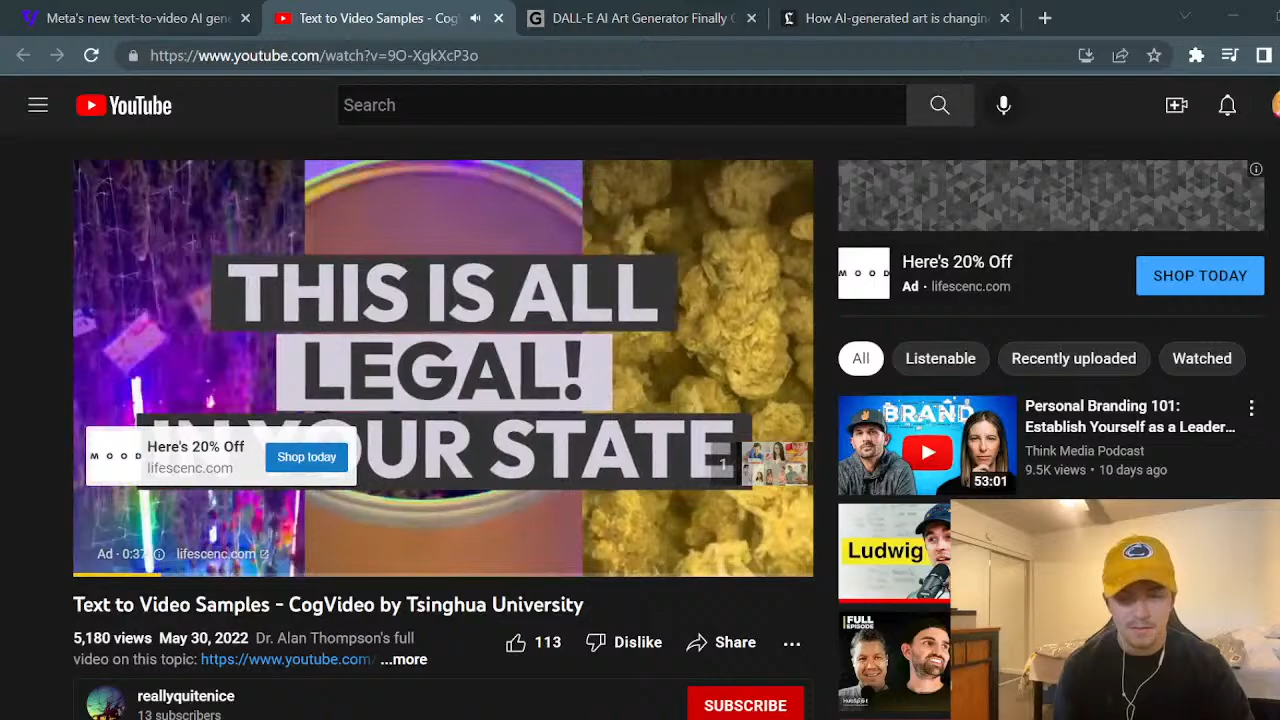 Meta's new text-to-video AI gene
Text to Video Samples - Cog
DALL-E AI Art Generator Finally
How AI-generated art is changin
https://www.youtube.com/watch?v=9O-XgkXcP3o
YouTube
Search
THIS IS ALL
LEGAL!
IN YOUR STATE
1
MOOD
Here's 20% Off
lifescenc.com
Shop today
Ad · 0:37
lifescenc.com
MOOD
Here's 20% Off
Ad · lifescenc.com
SHOP TODAY
All
Listenable
Recently uploaded
Watched
BRAND
53:01
Personal Branding 101:
Establish Yourself as a Leader...
Think Media Podcast
9.5K views · 10 days ago
Ludwig
FULL
EPISODE
Text to Video Samples - CogVideo by Tsinghua University
5,180 views May 30, 2022 Dr. Alan Thompson's full
video on this topic: https://www.youtube.com/ ...more
113
Dislike
Share
reallyquitenice
13 subscribers
SUBSCRIBE